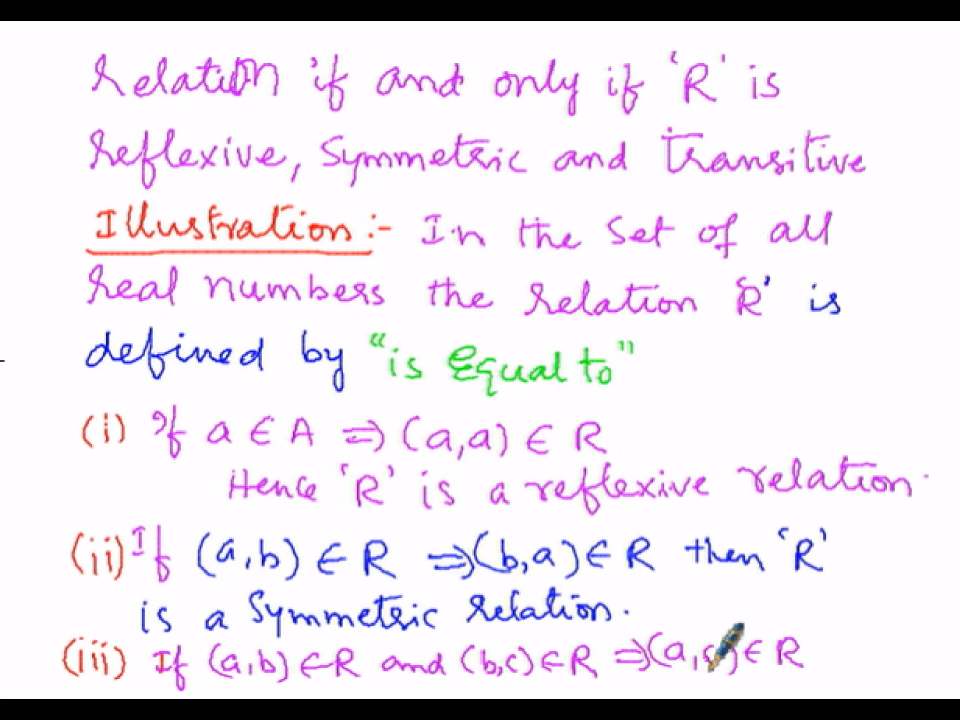 relation if and only if 'R' is
reflexive, Symmetric and Transitive
Illustration:- In the set of all
real numbers the relation 'R' is
defined by "is Equal to"
(i) If a ∈ A ⇒ (a,a) ∈ R
Hence 'R' is a reflexive relation.
(ii) If (a,b) ∈ R ⇒ (b,a) ∈ R then 'R'
is a Symmetric relation.
(iii) If (a,b) ∈ R and (b,c) ∈ R ⇒ (a,c) ∈ R